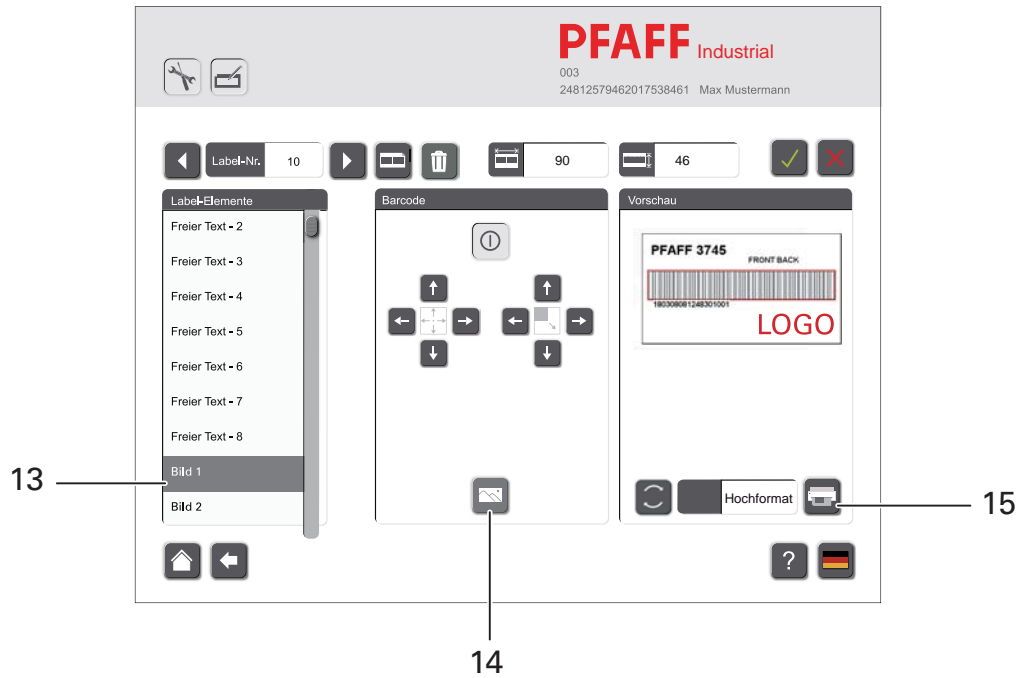 PFAFF Industrial
003
24812579462017538461 Max Mustermann
Label-Nr. 10
90
46
Label-Elemente
Freier Text - 2
Freier Text - 3
Freier Text - 4
Freier Text - 5
Freier Text - 6
Freier Text - 7
Freier Text - 8
Bild 1
Bild 2
Barcode
Vorschau
PFAFF 3745
FRONT BACK
190309081248301001
LOGO
Hochformat
?
13
14
15